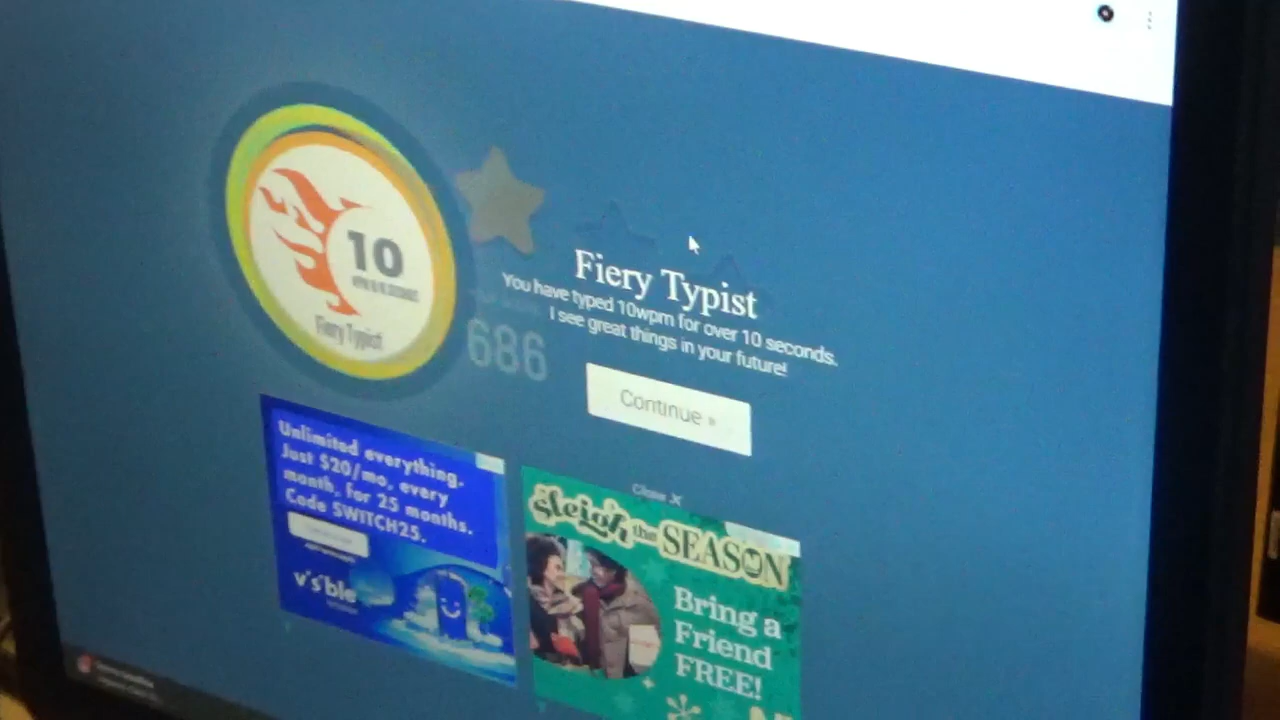 10
Fiery Typist
686
Fiery Typist
You have typed 10wpm for over 10 seconds.
I see great things in your future!
Continue »
Unlimited everything.
Just $20/mo, every
month, for 25 months.
Code SWITCH25.
v's'ble
Close X
sleigh the SEASON
Bring a
Friend
FREE!